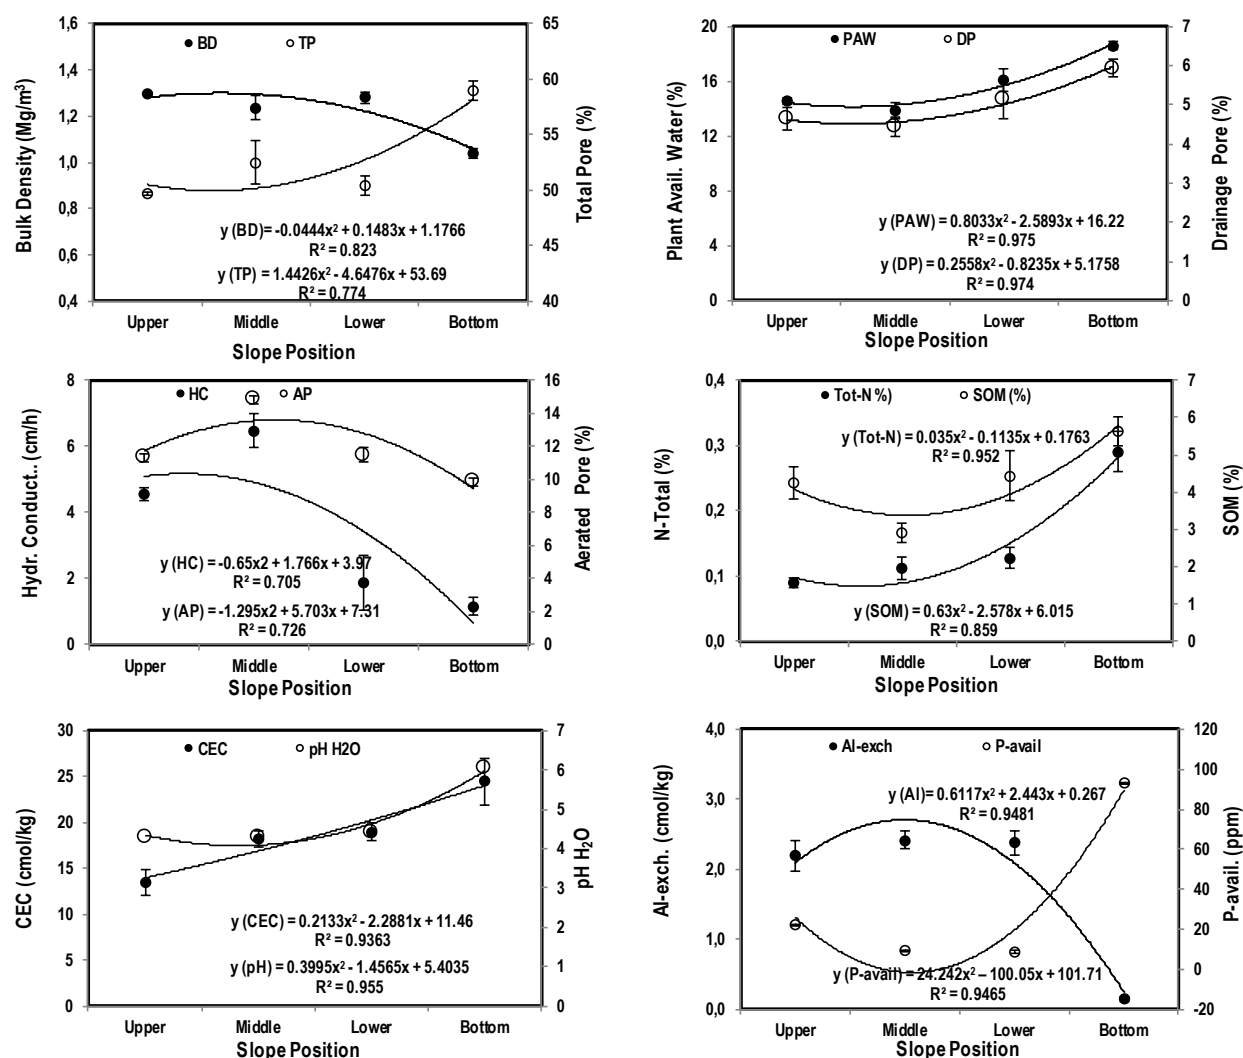 1,6
1,4
1,2
1,0
0,8
0,6
0,4
65
60
55
50
45
40
Bulk Density (Mg/m³)
Total Pore (%)
BD
TP
y (BD)= -0.0444x² + 0.1483x + 1.1766
R² = 0.823
y (TP) = 1.4426x² - 4.6476x + 53.69
R² = 0.774
Upper Middle Lower Bottom
Slope Position
20
16
12
8
4
0
7
6
5
4
3
2
1
0
Plant Avail. Water (%)
Drainage Pore (%)
PAW
DP
y (PAW) = 0.8033x² - 2.5893x + 16.22
R² = 0.975
y (DP) = 0.2558x² - 0.8235x + 5.1758
R² = 0.974
Upper Middle Lower Bottom
Slope Position
8
6
4
2
0
16
14
12
10
8
6
4
2
0
Hydr. Conduct.. (cm/h)
Aerated Pore (%)
HC
AP
y (HC) = -0.65x2 + 1.766x + 3.97
R² = 0.705
y (AP) = -1.295x2 + 5.703x + 7.31
R² = 0.726
Upper Middle Lower Bottom
Slope Position
0,4
0,3
0,2
0,1
0,0
7
6
5
4
3
2
1
0
N-Total (%)
SOM (%)
Tot-N %)
SOM (%)
y (Tot-N) = 0.035x² - 0.1135x + 0.1763
R² = 0.952
y (SOM) = 0.63x² - 2.578x + 6.015
R² = 0.859
Upper Middle Lower Bottom
Slope Position
30
25
20
15
10
5
0
7
6
5
4
3
2
1
0
CEC (cmol/kg)
pH H₂O
CEC
pH H2O
y (CEC) = 0.2133x² - 2.2881x + 11.46
R² = 0.9363
y (pH) = 0.3995x² - 1.4565x + 5.4035
R² = 0.955
Upper Middle Lower Bottom
Slope Position
4,0
3,0
2,0
1,0
0,0
120
100
80
60
40
20
0
-20
Al-exch. (cmol/kg)
P-avail. (ppm)
Al-exch
P-avail
y (Al)= 0.6117x² + 2.443x + 0.267
R² = 0.9481
y (P-avail) = 24.242x² – 100.05x + 101.71
R² = 0.9465
Upper Middle Lower Bottom
Slope Position